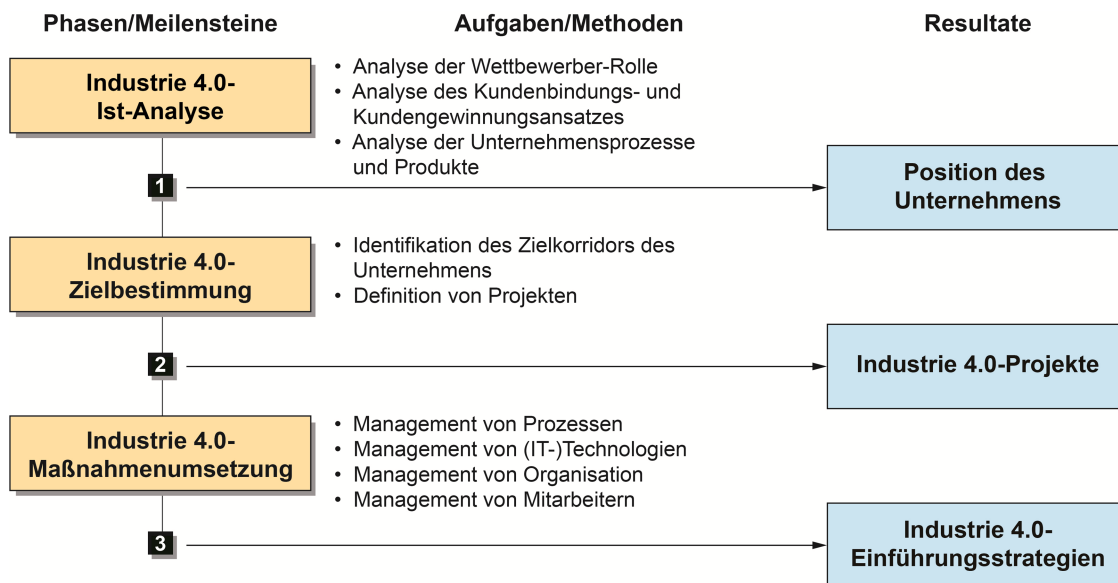 Phasen/Meilensteine
Aufgaben/Methoden
Resultate
Industrie 4.0-
Ist-Analyse
• Analyse der Wettbewerber-Rolle
• Analyse des Kundenbindungs- und
Kundengewinnungsansatzes
• Analyse der Unternehmensprozesse
und Produkte
1
Position des
Unternehmens
Industrie 4.0-
Zielbestimmung
• Identifikation des Zielkorridors des
Unternehmens
• Definition von Projekten
2
Industrie 4.0-Projekte
Industrie 4.0-
Maßnahmenumsetzung
• Management von Prozessen
• Management von (IT-)Technologien
• Management von Organisation
• Management von Mitarbeitern
3
Industrie 4.0-
Einführungsstrategien